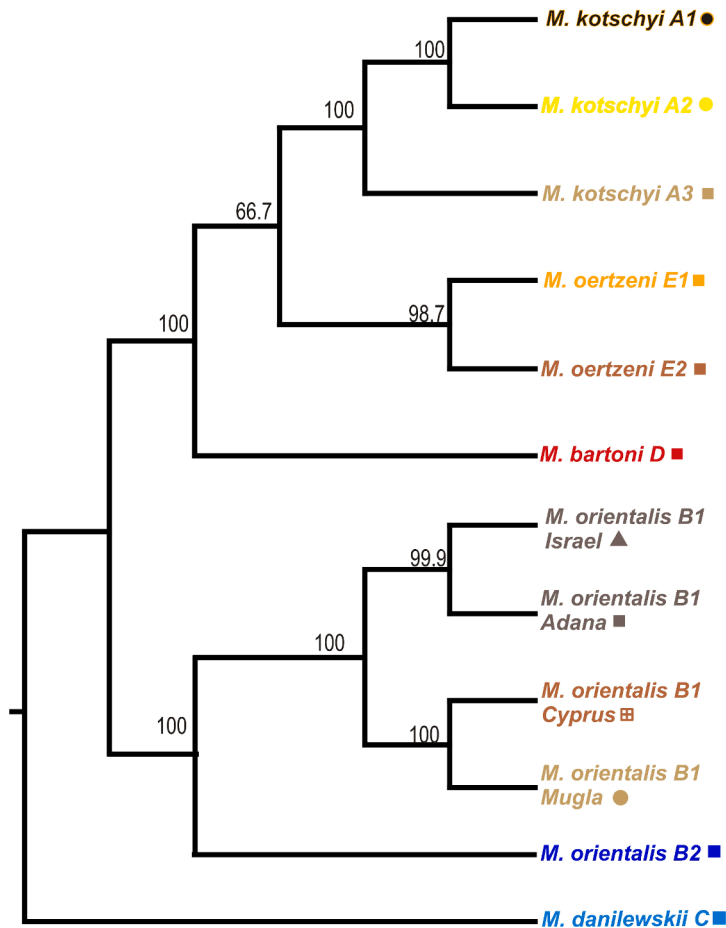 M. kotschyi A1
100
M. kotschyi A2
100
M. kotschyi A3
66.7
M. oertzeni E1
98.7
100
M. oertzeni E2
M. bartoni D
M. orientalis B1
Israel
99.9
M. orientalis B1
Adana
100
M. orientalis B1
Cyprus
100
100
M. orientalis B1
Mugla
M. orientalis B2
M. danilewskii C